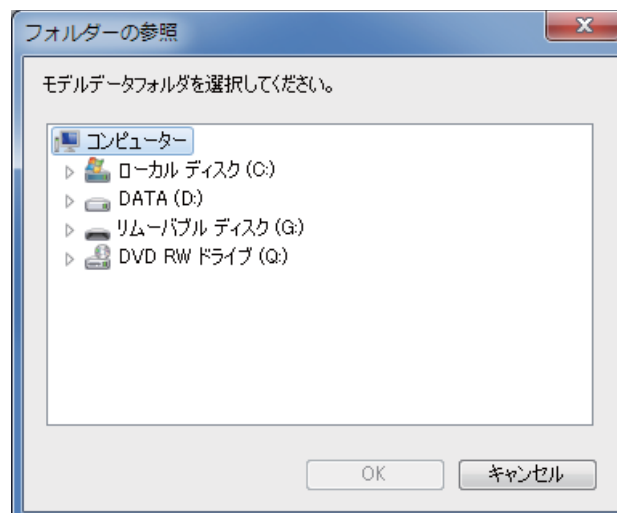 フォルダーの参照
モデルデータフォルダを選択してください。
コンピューター
ローカル ディスク (C:)
DATA (D:)
リムーバブル ディスク (G:)
DVD RW ドライブ (Q:)
OK
キャンセル